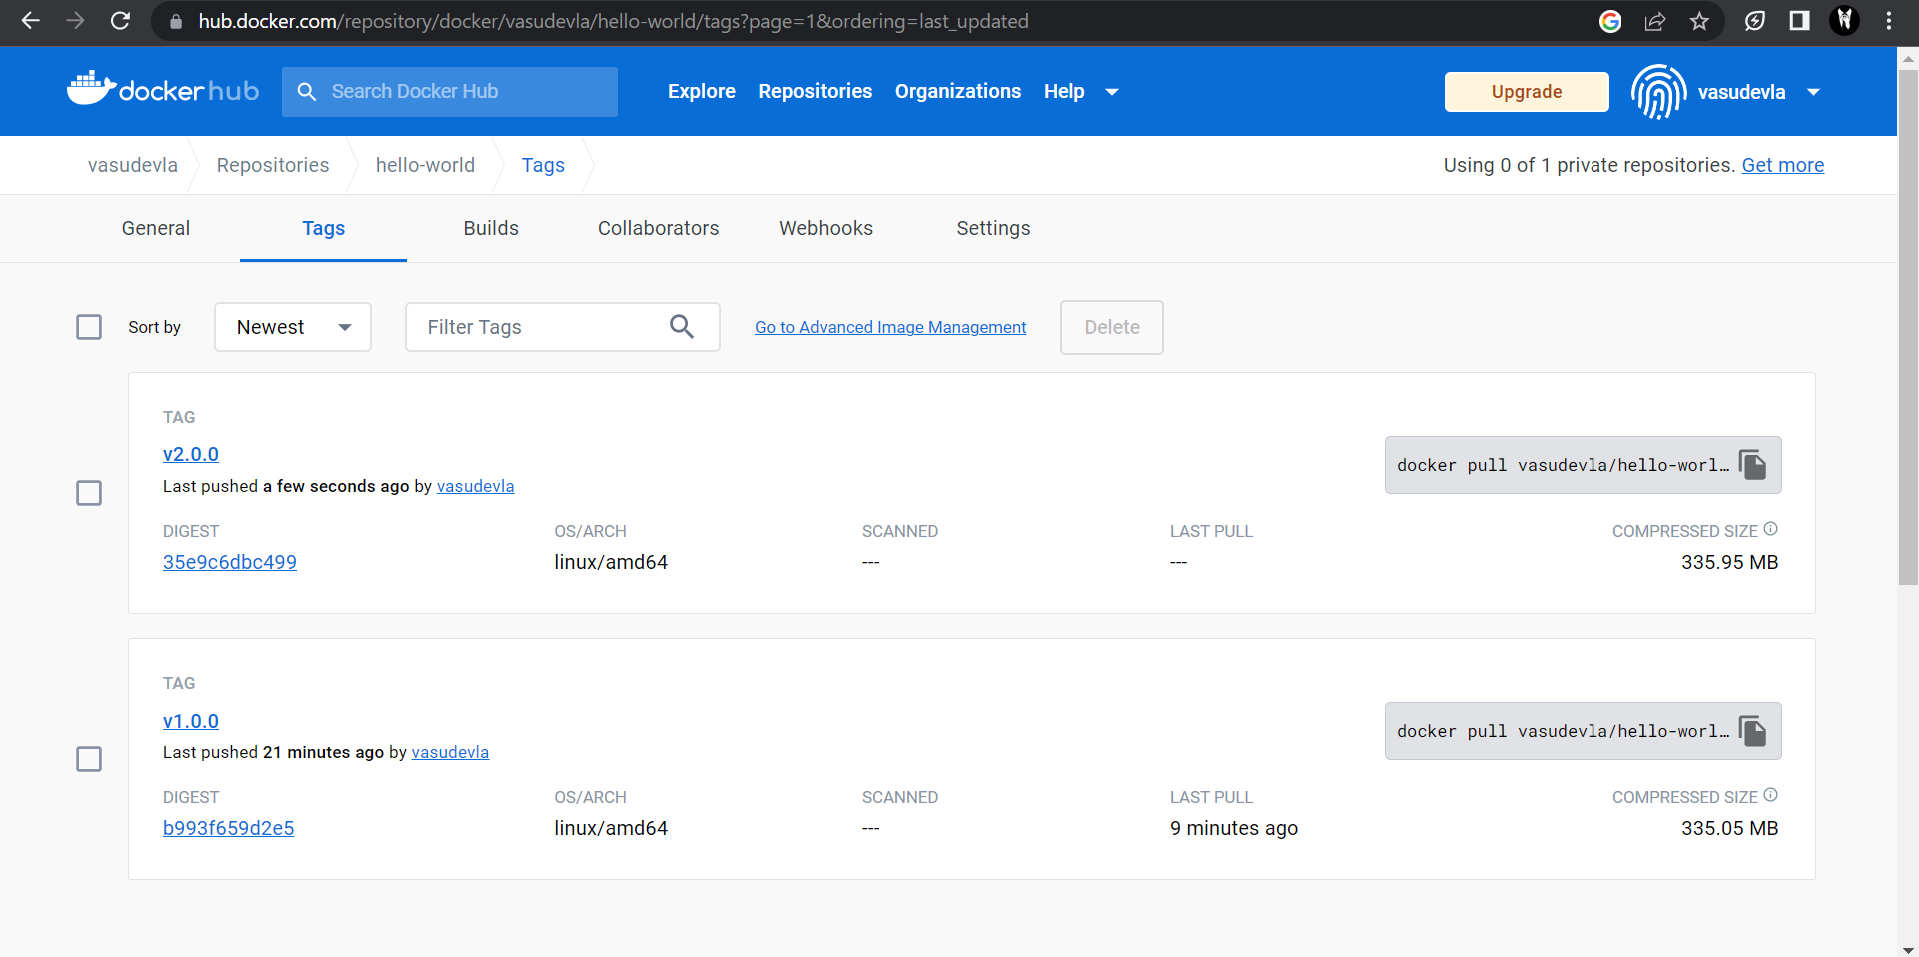 hub.docker.com/repository/docker/vasudevla/hello-world/tags?page=1&ordering=last_updated
docker hub Search Docker Hub Explore Repositories Organizations Help Upgrade vasudevla
vasudevla Repositories hello-world Tags Using 0 of 1 private repositories. Get more
General Tags Builds Collaborators Webhooks Settings
Sort by Newest Filter Tags Go to Advanced Image Management Delete
TAG
v2.0.0
docker pull vasudevla/hello-worl…
Last pushed a few seconds ago by vasudevla
DIGEST OS/ARCH SCANNED LAST PULL COMPRESSED SIZE
35e9c6dbc499 linux/amd64 --- --- 335.95 MB
TAG
v1.0.0
docker pull vasudevla/hello-worl…
Last pushed 21 minutes ago by vasudevla
DIGEST OS/ARCH SCANNED LAST PULL COMPRESSED SIZE
b993f659d2e5 linux/amd64 --- 9 minutes ago 335.05 MB